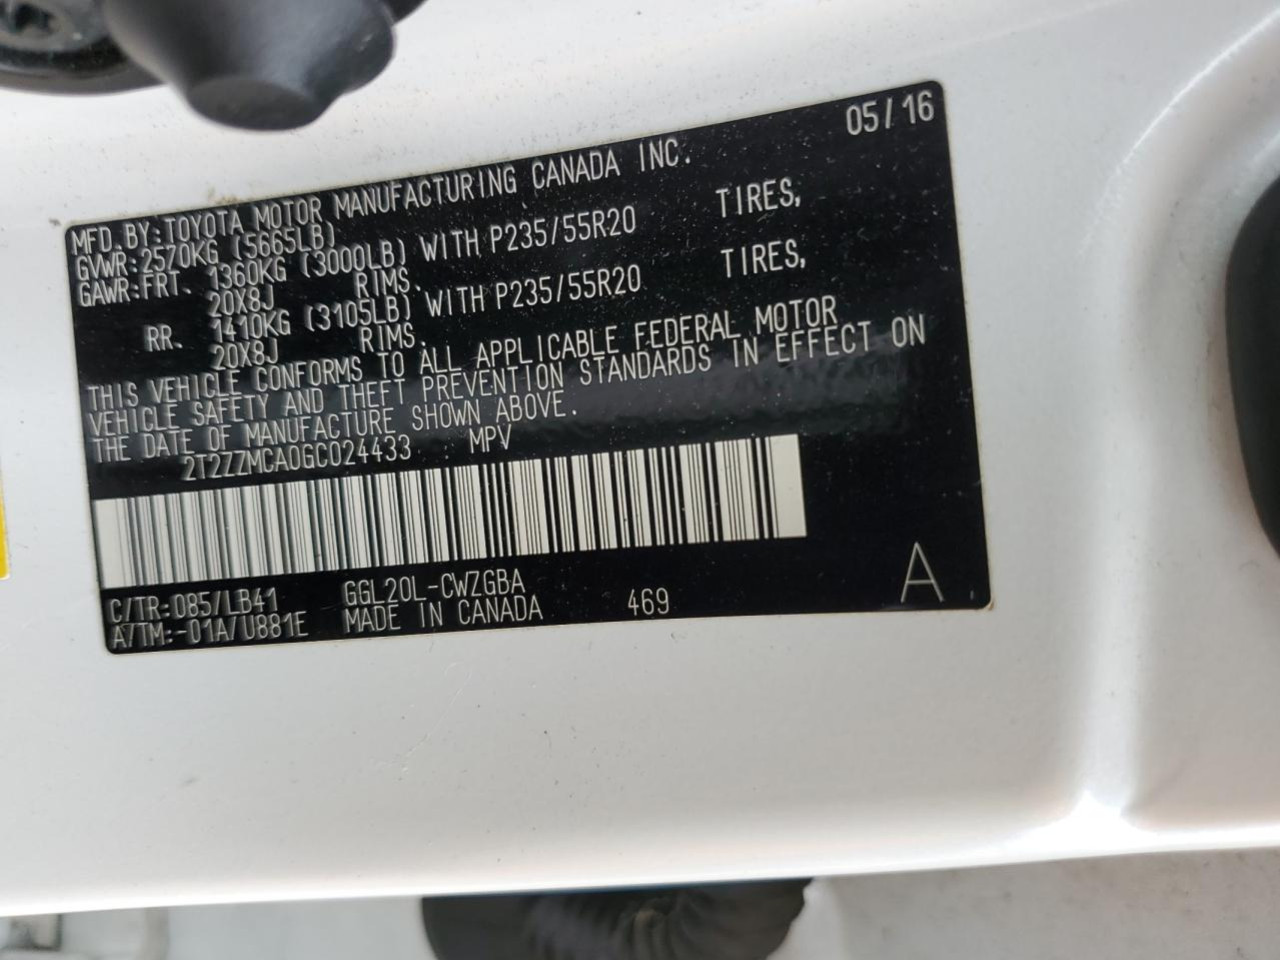 05/16
MFD.BY:TOYOTA MOTOR MANUFACTURING CANADA INC.
GVWR:2570KG (5665LB)
GAWR:FRT. 1360KG (3000LB) WITH P235/55R20 TIRES,
20X8J RIMS.
RR. 1410KG (3105LB) WITH P235/55R20 TIRES,
20X8J RIMS.
THIS VEHICLE CONFORMS TO ALL APPLICABLE FEDERAL MOTOR
VEHICLE SAFETY AND THEFT PREVENTION STANDARDS IN EFFECT ON
THE DATE OF MANUFACTURE SHOWN ABOVE.
2T2ZZMCA0GC024433 MPV
C/TR:085/LB41 GGL20L-CWZGBA
A/TM:-01A/U881E MADE IN CANADA 469 A